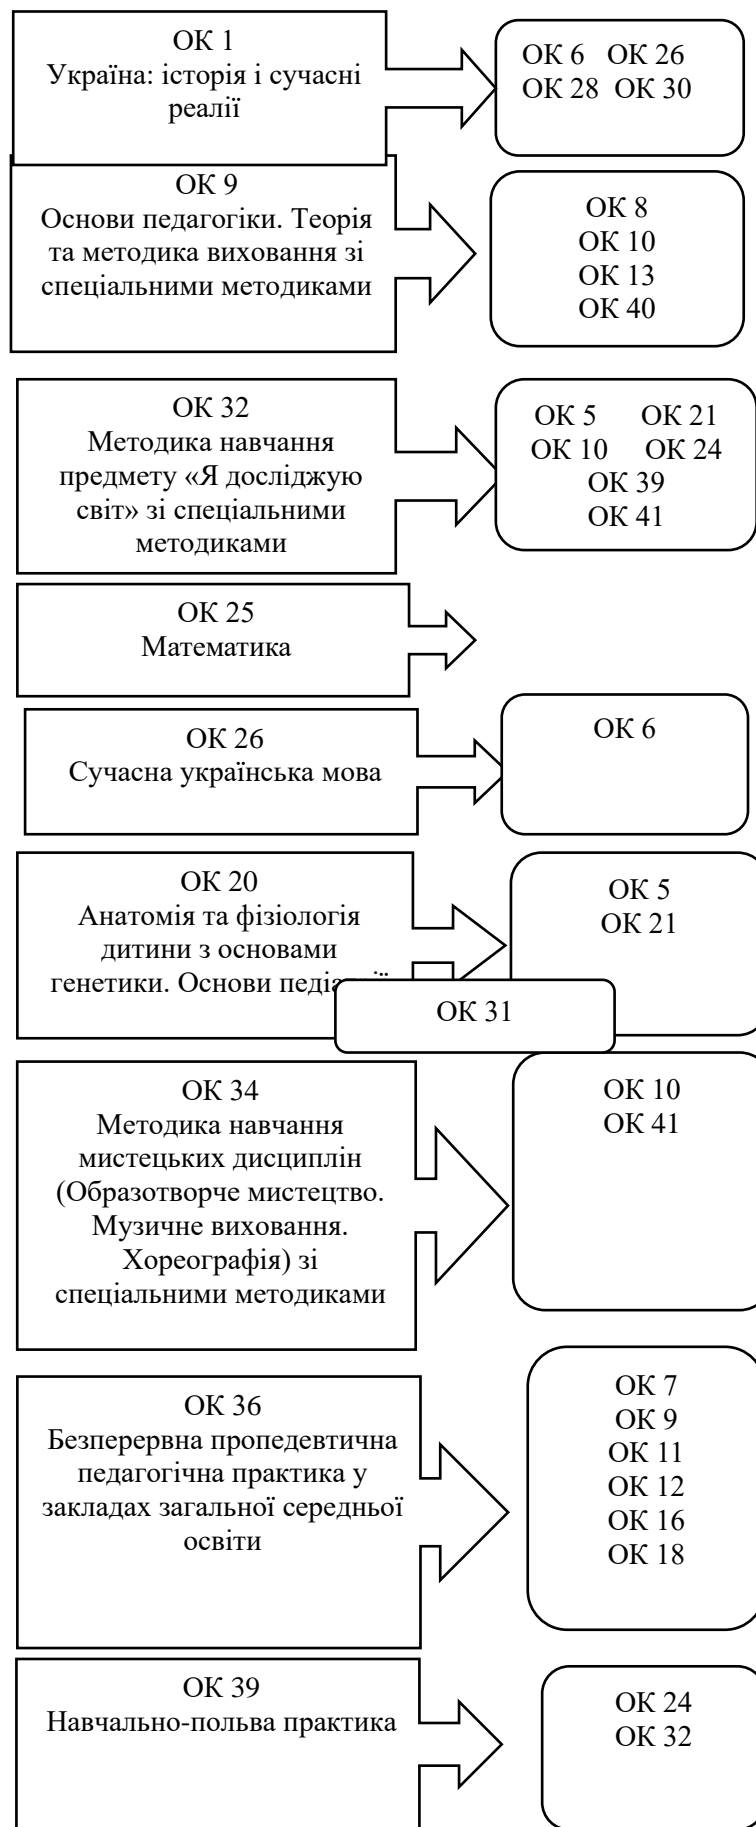 ОК 1
Україна: історія і сучасні
реалії
ОК 6 ОК 26
ОК 28 ОК 30
ОК 9
Основи педагогіки. Теорія
та методика виховання зі
спеціальними методиками
ОК 8
ОК 10
ОК 13
ОК 40
ОК 32
Методика навчання
предмету «Я досліджую
світ» зі спеціальними
методиками
ОК 5 ОК 21
ОК 10 ОК 24
ОК 39
ОК 41
ОК 25
Математика
ОК 26
Сучасна українська мова
ОК 6
ОК 20
Анатомія та фізіологія
дитини з основами
генетики. Основи
ОК 5
ОК 21
ОК 31
ОК 34
Методика навчання
мистецьких дисциплін
(Образотворче мистецтво.
Музичне виховання.
Хореографія) зі
спеціальними методиками
ОК 10
ОК 41
ОК 36
Безперервна пропедевтична
педагогічна практика у
закладах загальної середньої
освіти
ОК 7
ОК 9
ОК 11
ОК 12
ОК 16
ОК 18
ОК 39
Навчально-польва практика
ОК 24
ОК 32